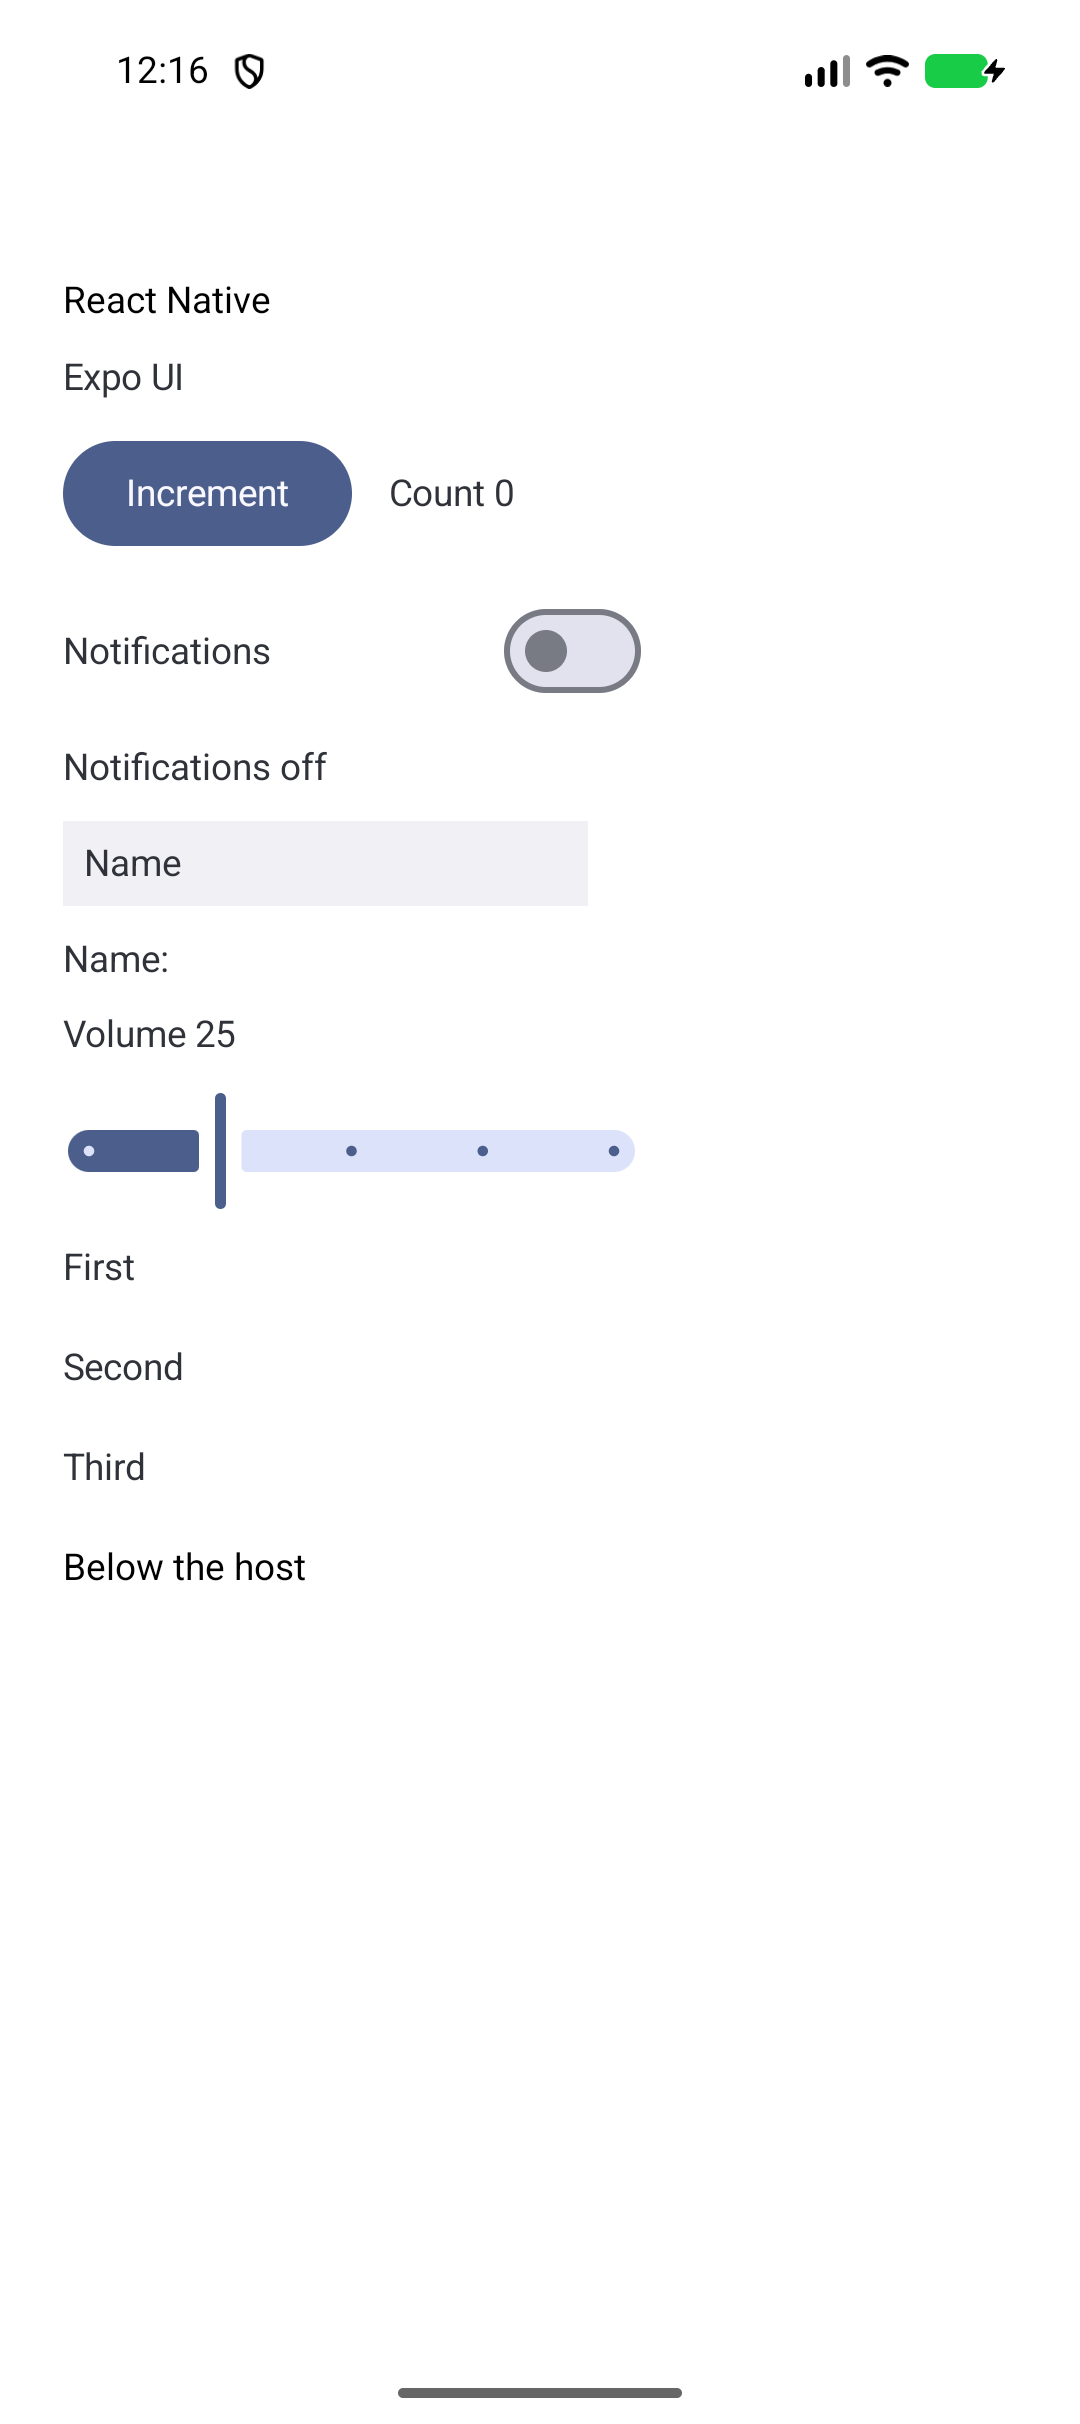 12:16
React Native
Expo UI
Increment
Count 0
Notifications
Notifications off
Name
Name:
Volume 25
First
Second
Third
Below the host